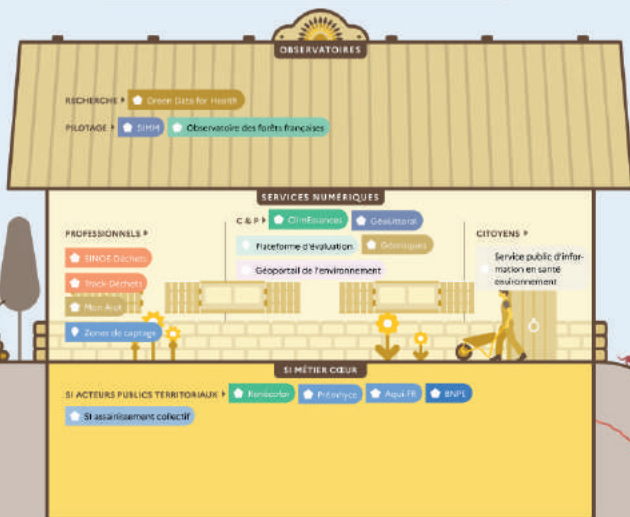 OBSERVATOIRES
RECHERCHE
Green Data for Health
PILOTAGE
SIMM
Observatoire des forêts françaises
SERVICES NUMÉRIQUES
PROFESSIONNELS
SINOE Déchets
Track Déchets
Mon Aiot
Zones de captage
C & P
GéoLittoral
Plateforme d'évaluation
Géorisques
Géoportail de l'environnement
CITOYENS
Service public d'infor-
mation en santé
environnement
SI MÉTIER CŒUR
SI ACTEURS PUBLICS TERRITORIAUX
Prémhyce
Aqui-FR
BNPE
SI assainissement collectif